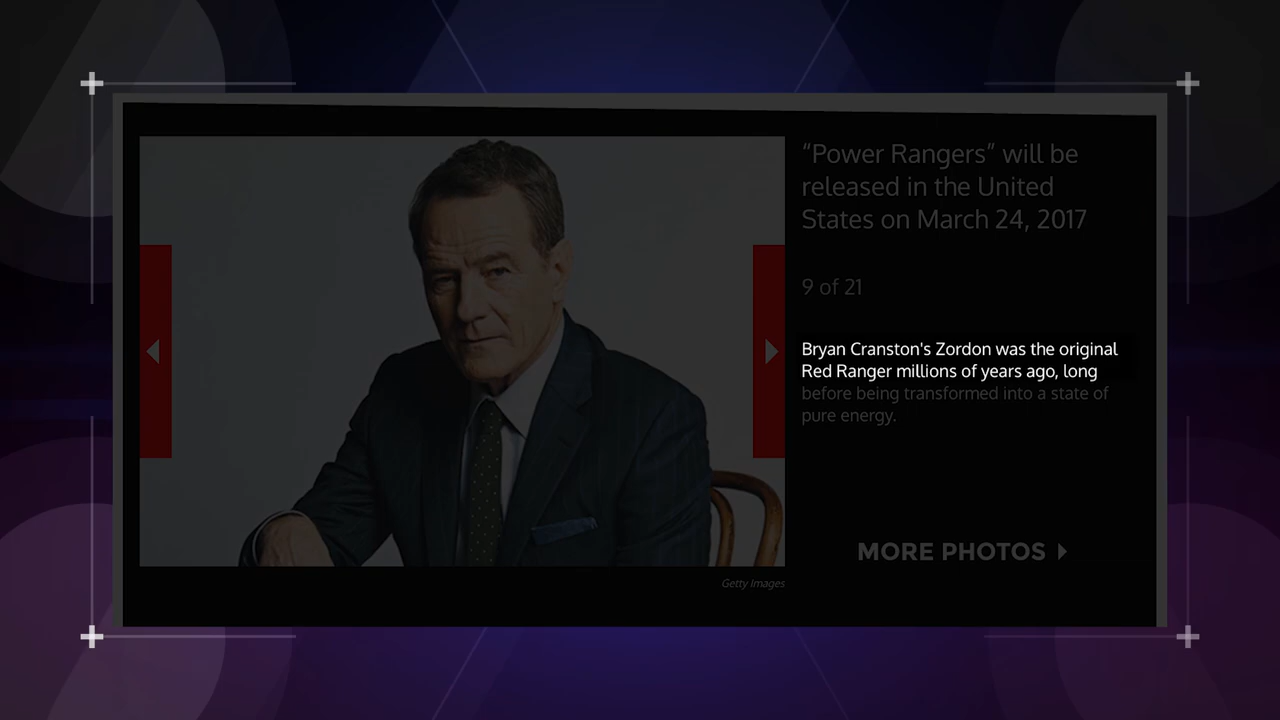 “Power Rangers” will be
released in the United
States on March 24, 2017
9 of 21
Bryan Cranston's Zordon was the original
Red Ranger millions of years ago, long
before being transformed into a state of
pure energy.
MORE PHOTOS
Getty Images